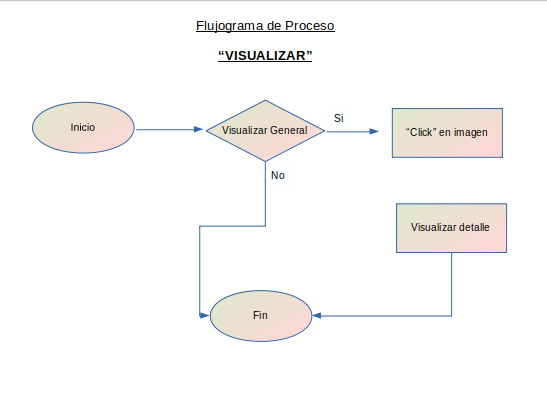 Flujograma de Proceso
“VISUALIZAR”
Inicio
Visualizar General
Si
“Click” en imagen
No
Visualizar detalle
Fin